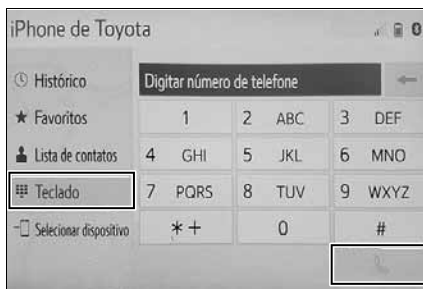 iPhone de Toyota
Histórico
Digitar número de telefone
Favoritos
1
2 ABC
3 DEF
Lista de contatos
4 GHI
5 JKL
6 MNO
Teclado
7 PQRS
8 TUV
9 WXYZ
Selecionar dispositivo
*+
0
#